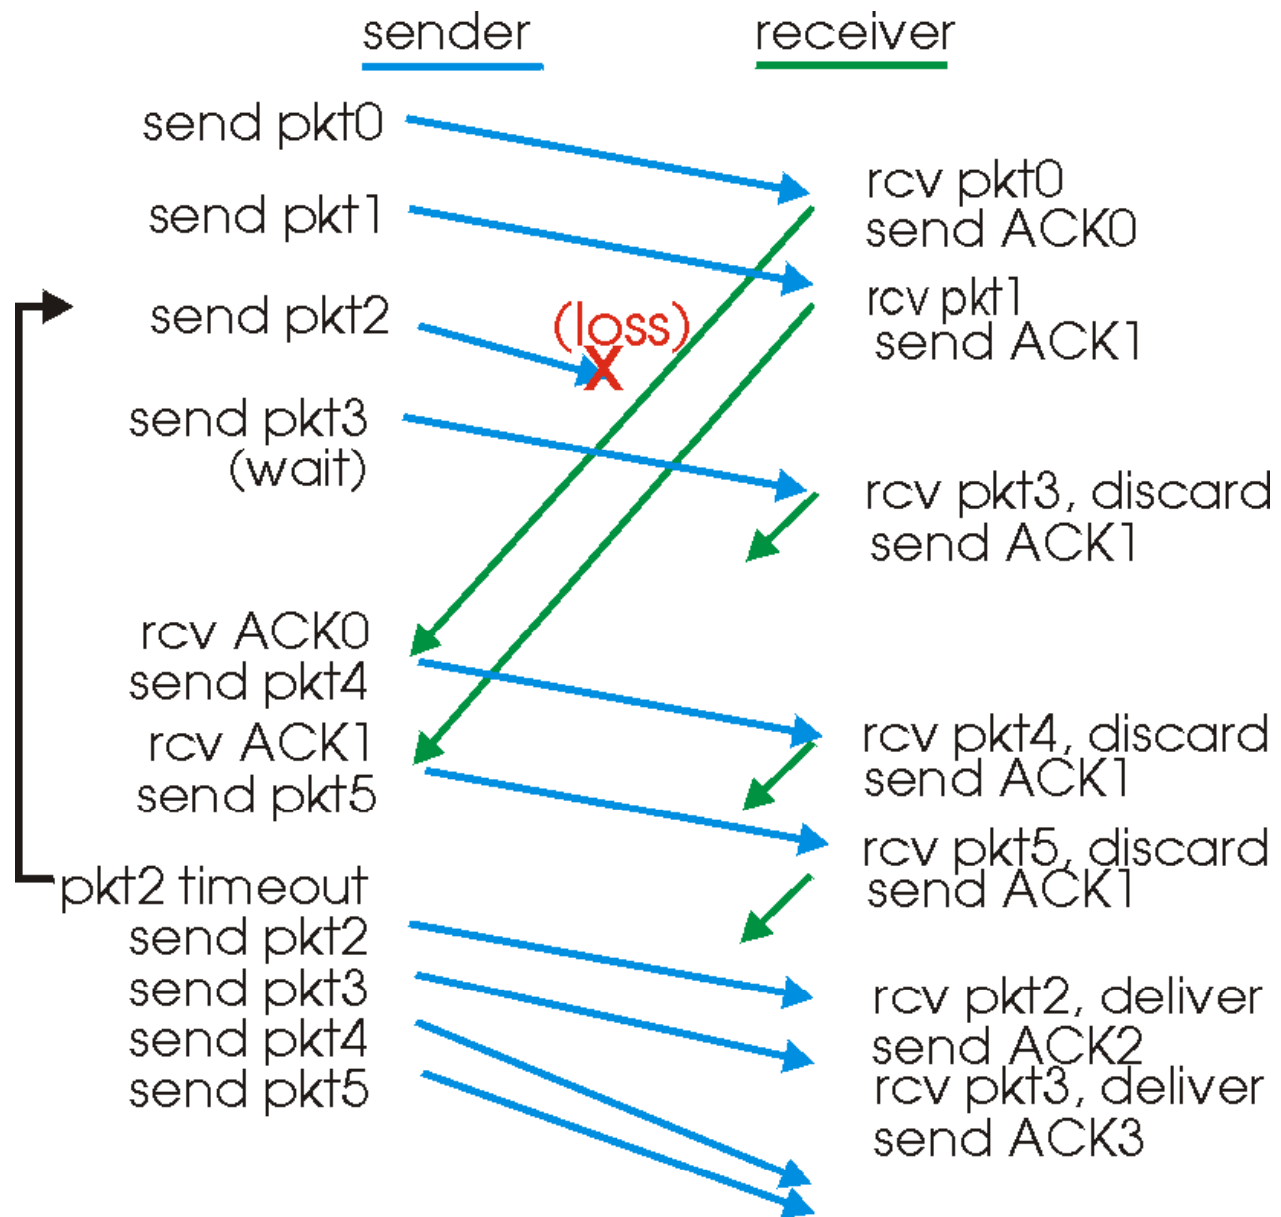 sender
receiver
send pkt0
rcv pkt0
send ACK0
send pkt1
rcv pkt1
send ACK1
send pkt2
(loss)
X
send pkt3
(wait)
rcv pkt3, discard
send ACK1
rcv ACK0
send pkt4
rcv ACK1
send pkt5
rcv pkt4, discard
send ACK1
rcv pkt5, discard
send ACK1
pkt2 timeout
send pkt2
send pkt3
send pkt4
send pkt5
rcv pkt2, deliver
send ACK2
rcv pkt3, deliver
send ACK3